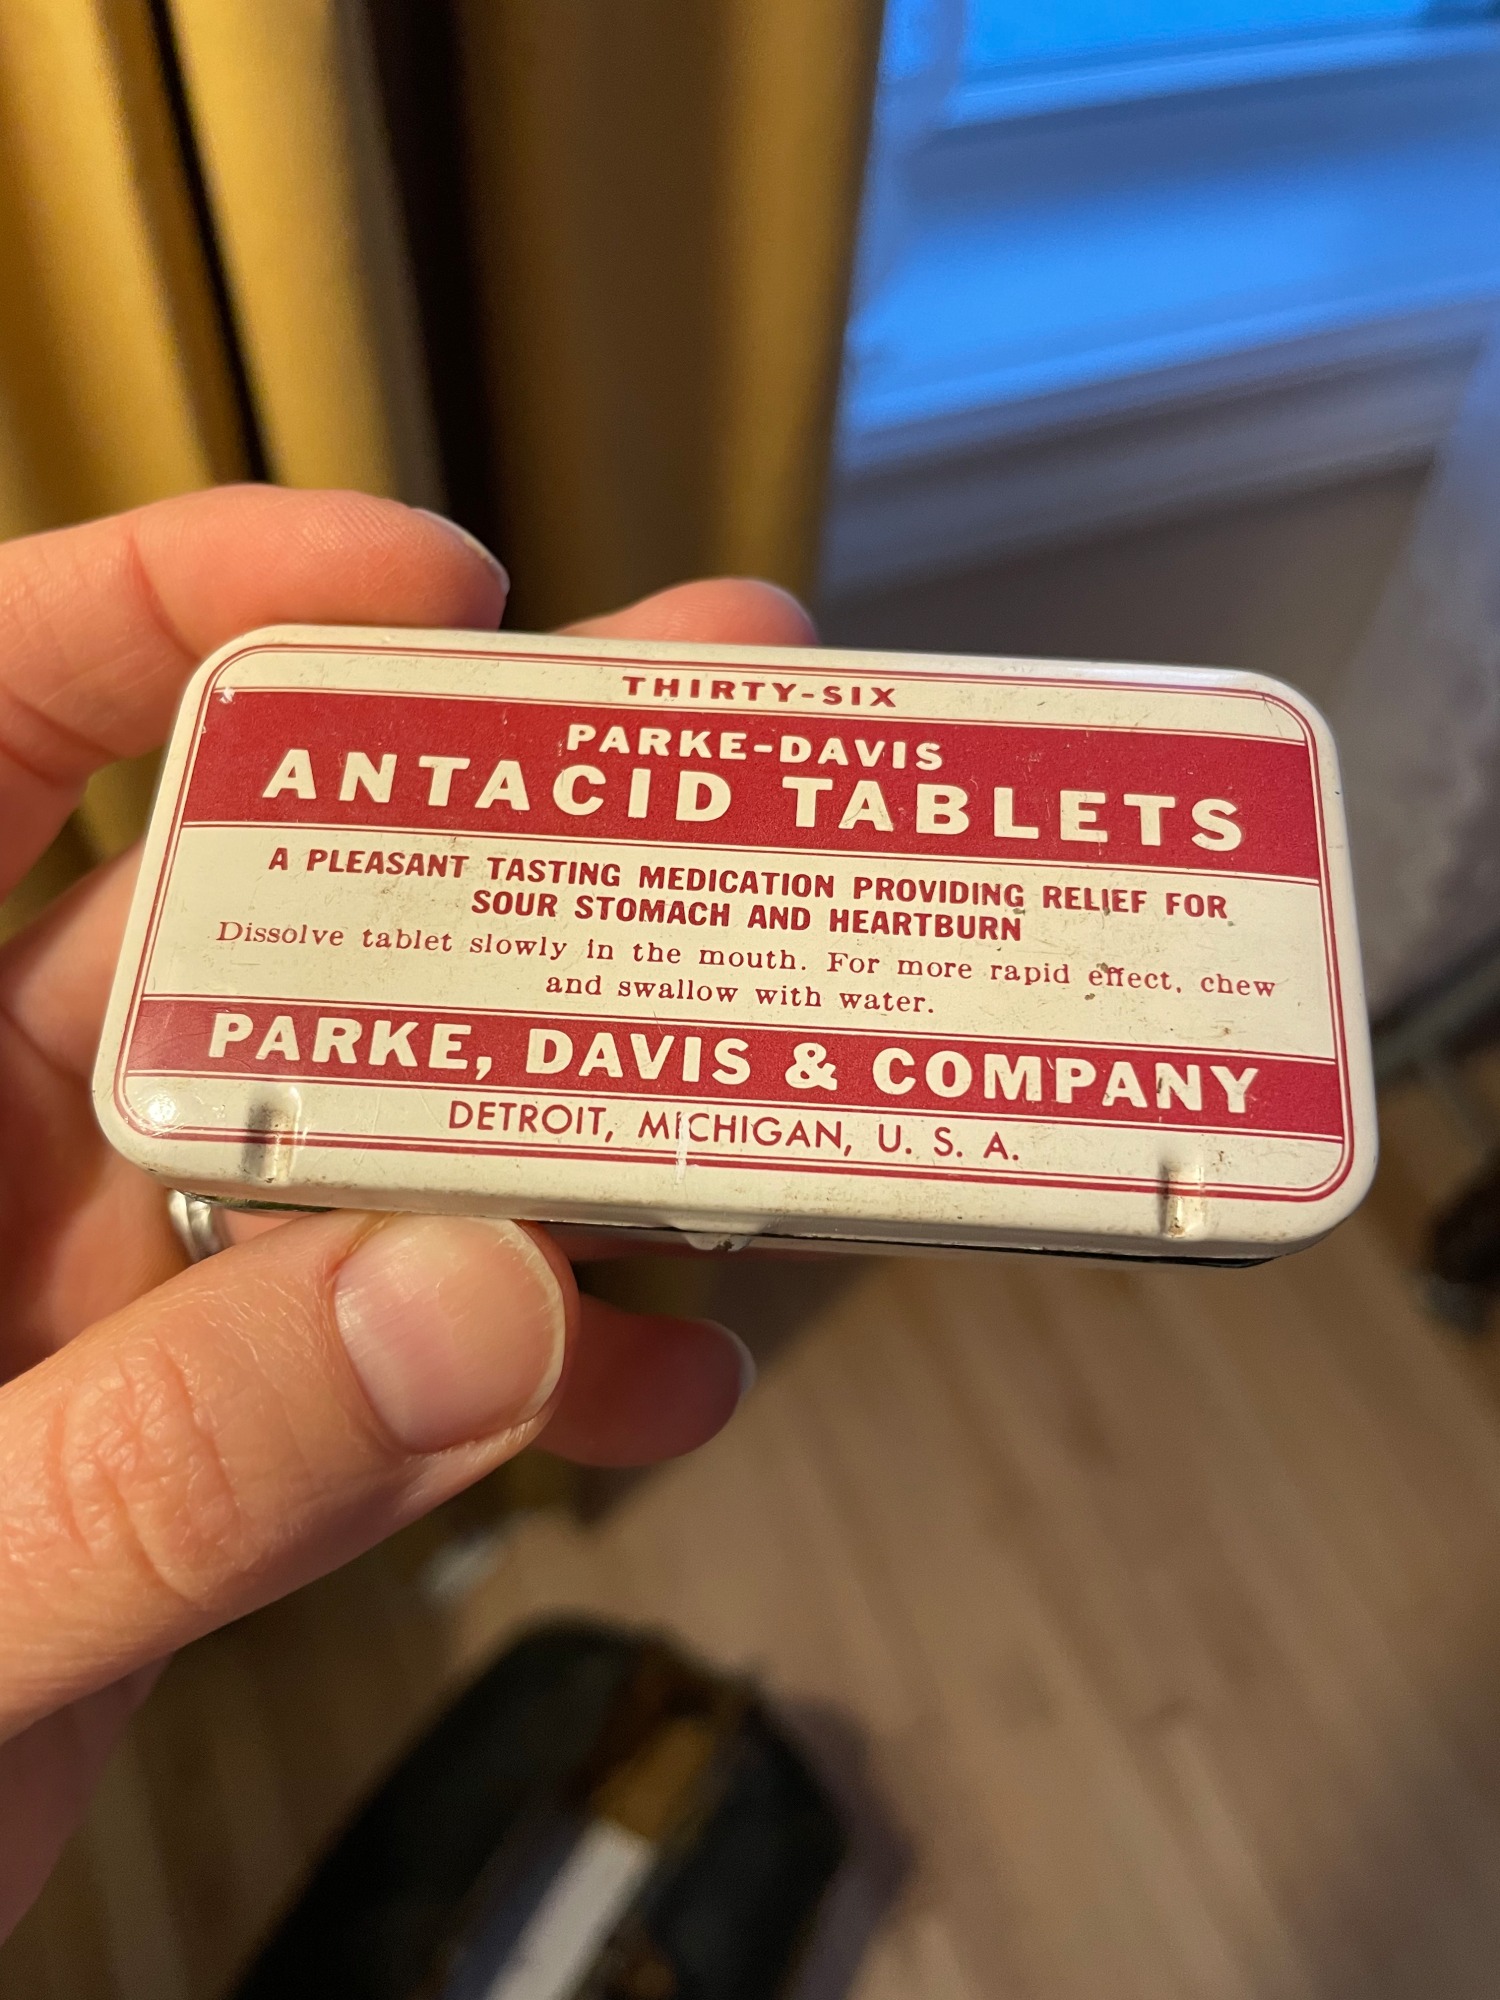 THIRTY-SIX
PARKE-DAVIS
ANTACID TABLETS
A PLEASANT TASTING MEDICATION PROVIDING RELIEF FOR
SOUR STOMACH AND HEARTBURN
Dissolve tablet slowly in the mouth. For more rapid effect, chew
and swallow with water.
PARKE, DAVIS & COMPANY
DETROIT, MICHIGAN, U. S. A.